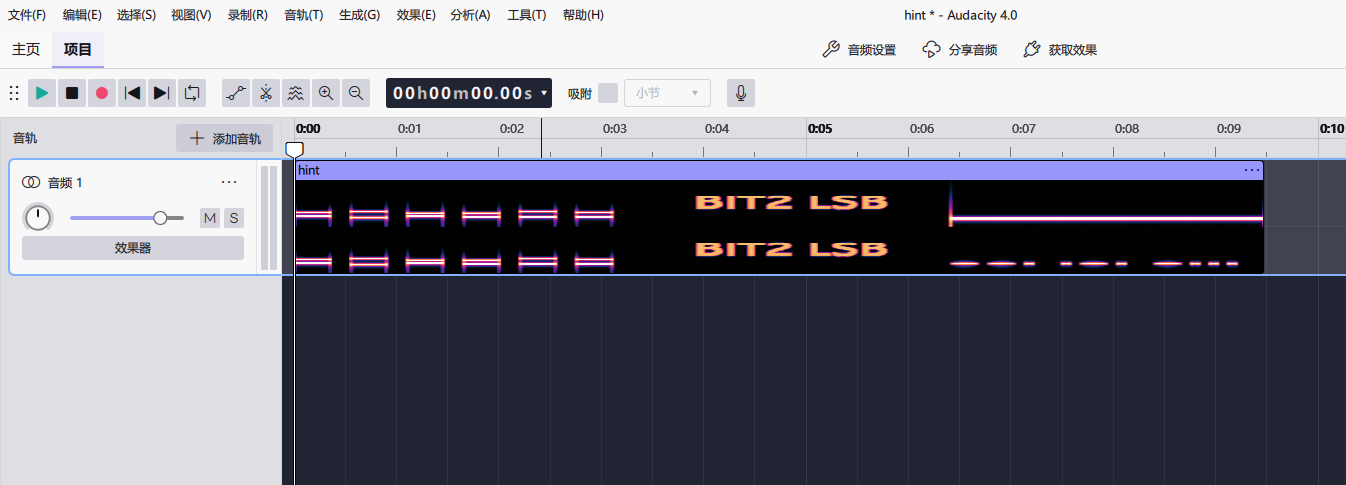 文件(F) 编辑(E) 选择(S) 视图(V) 录制(R) 音轨(T) 生成(G) 效果(E) 分析(A) 工具(T) 帮助(H) hint * - Audacity 4.0
主页 项目 音频设置 分享音频 获取效果
00h00m00.00s 吸附 小节
音轨 添加音轨 0:00 0:01 0:02 0:03 0:04 0:05 0:06 0:07 0:08 0:09 0:10
hint ...
音频 1 ...
BIT2 LSB
M S
效果器
BIT2 LSB